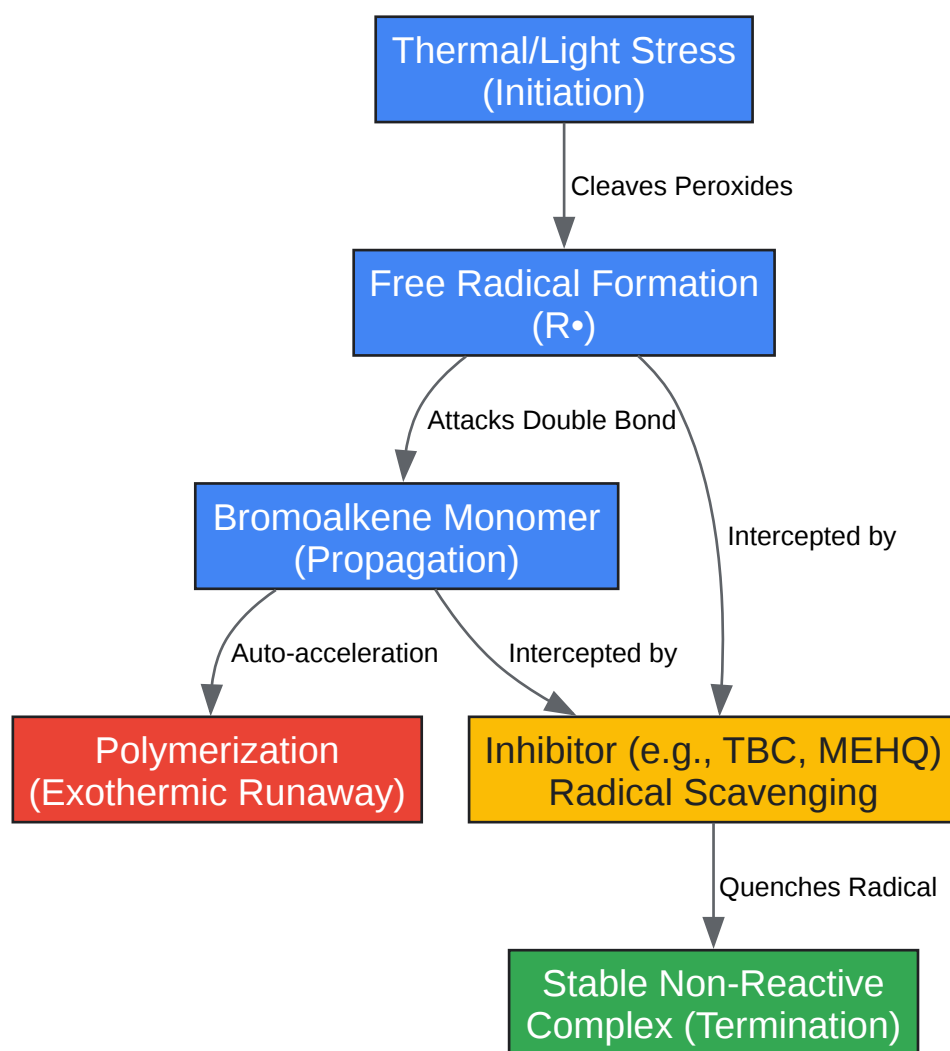 Thermal/Light Stress
(Initiation)
Cleaves Peroxides
Free Radical Formation
(R•)
Attacks Double Bond
Bromoalkene Monomer
(Propagation)
Intercepted by
Auto-acceleration
Intercepted by
Polymerization
(Exothermic Runaway)
Inhibitor (e.g., TBC, MEHQ)
Radical Scavenging
Quenches Radical
Stable Non-Reactive
Complex (Termination)